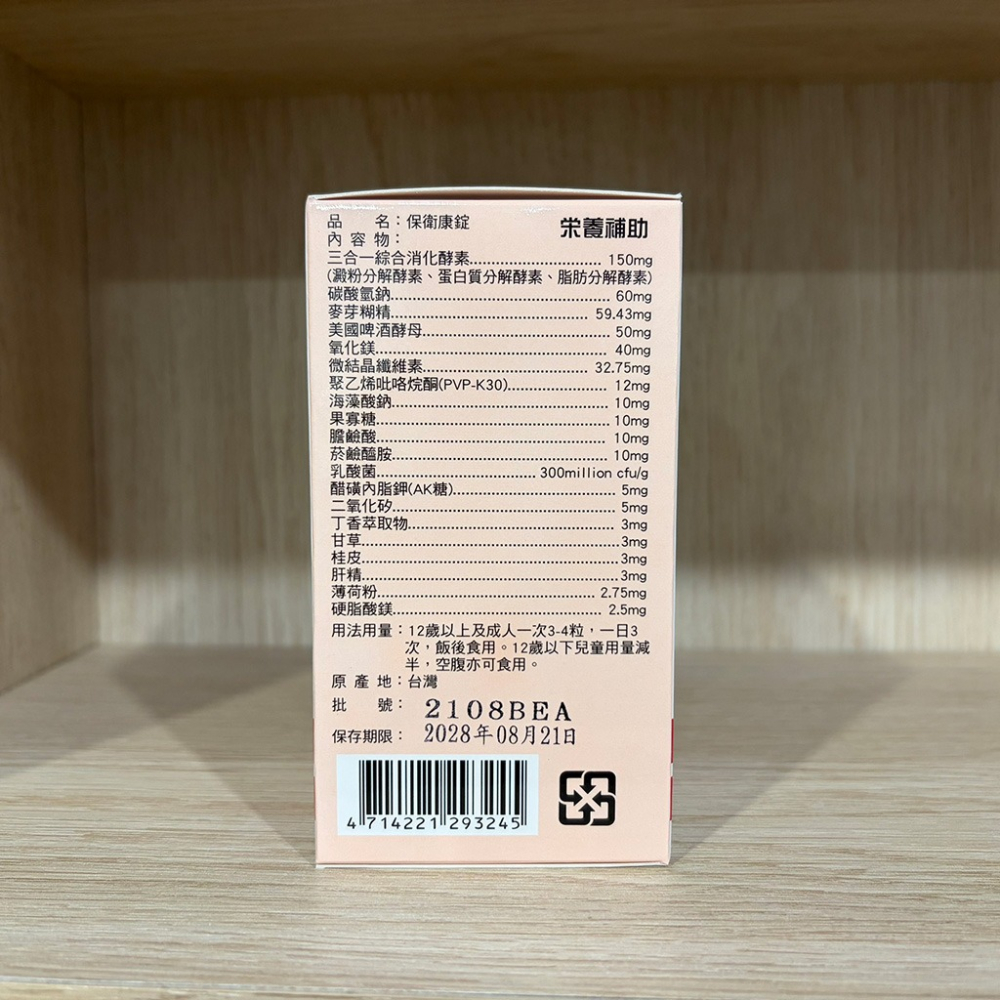 品名：保衛康錠 栄養補助
內容物：
三合一綜合消化酵素 150mg
(澱粉分解酵素、蛋白質分解酵素、脂肪分解酵素)
碳酸氫鈉 60mg
麥芽糊精 59.43mg
美國啤酒酵母 50mg
氧化鎂 40mg
微結晶纖維素 32.75mg
聚乙烯吡咯烷酮(PVP-K30) 12mg
海藻酸鈉 10mg
果寡糖 10mg
膽鹼酸 10mg
菸鹼醯胺 10mg
乳酸菌 300million cfu/g
醋磺內脂鉀(AK糖) 5mg
二氧化矽 5mg
丁香萃取物 3mg
甘草 3mg
桂皮 3mg
肝精 3mg
薄荷粉 2.75mg
硬脂酸鎂 2.5mg
用法用量：12歲以上及成人一次3-4粒，一日3
次，飯後食用。12歲以下兒童用量減
半，空腹亦可食用。
原產地：台灣
批號：2108BEA
保存期限：2028年08月21日
4 714221 293245